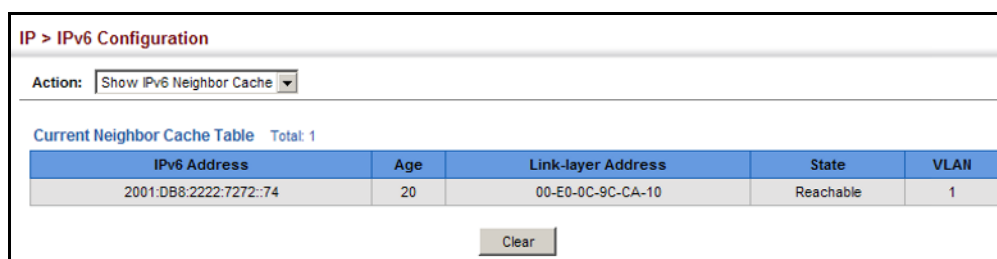 IP > IPv6 Configuration
Action: Show IPv6 Neighbor Cache
Current Neighbor Cache Table Total: 1
IPv6 Address Age Link-layer Address State VLAN
2001:DB8:2222:7272::74 20 00-E0-0C-9C-CA-10 Reachable 1
Clear